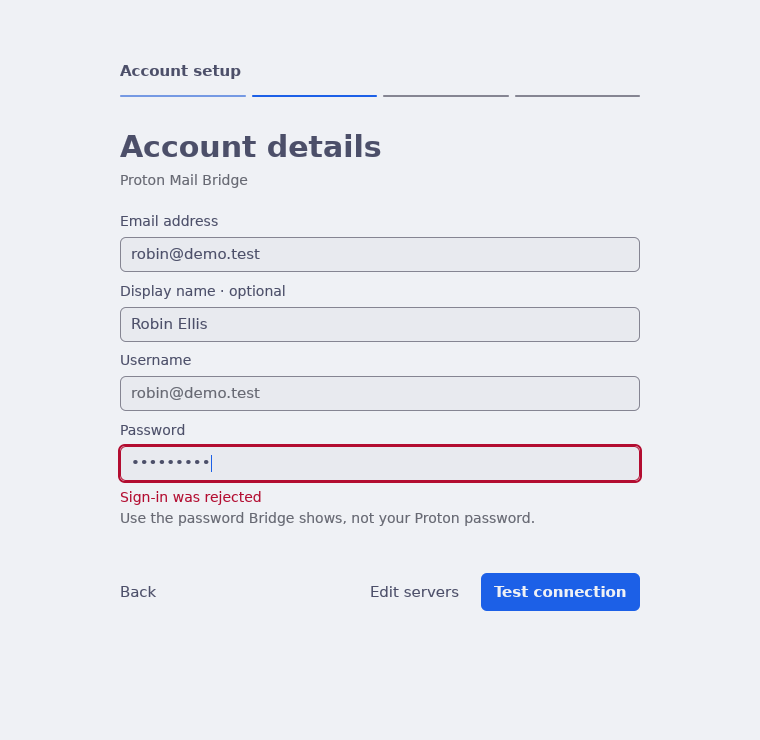 Account setup
Account details
Proton Mail Bridge
Email address
robin@demo.test
Display name · optional
Robin Ellis
Username
robin@demo.test
Password
•••••••••
Sign-in was rejected
Use the password Bridge shows, not your Proton password.
Back
Edit servers
Test connection